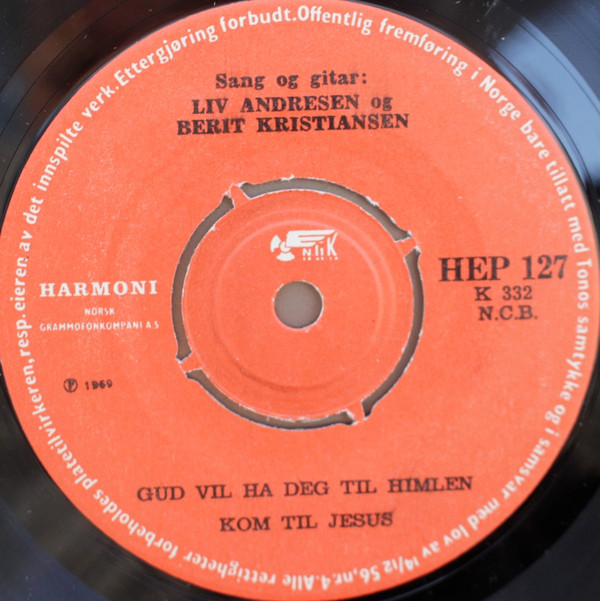 Alle rettigheter forbeholdes platetilvirkeren, resp. eieren av det innspilte verk. Ettergjøring forbudt. Offentlig fremføring i Norge bare tillatt med Tonos samtykke og i samsvar med lov av 14/12 56, nr. 4.
Sang og gitar:
LIV ANDRESEN og
BERIT KRISTIANSEN
HARMONI
NORSK
GRAMMOFONKOMPANI A.S
HEP 127
K 332
N.C.B.
℗ 1969
GUD VIL HA DEG TIL HIMLEN
KOM TIL JESUS